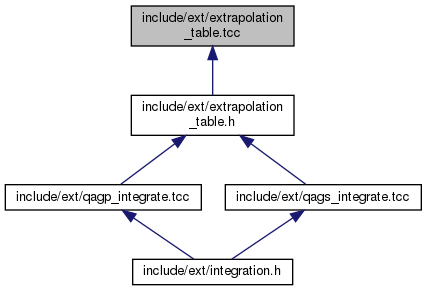 include/ext/extrapolation
_table.tcc
include/ext/extrapolation
_table.h
include/ext/qagp_integrate.tcc
include/ext/qags_integrate.tcc
include/ext/integration.h